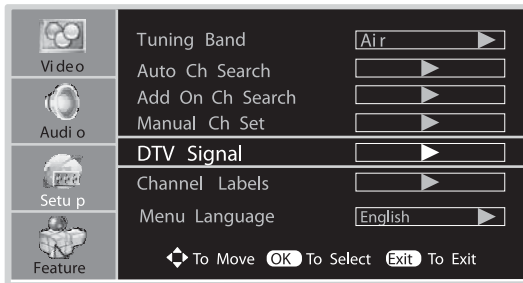 Video
Audio
Setup
Feature
Tuning Band Air
Auto Ch Search
Add On Ch Search
Manual Ch Set
DTV Signal
Channel Labels
Menu Language English
To Move OK To Select Exit To Exit